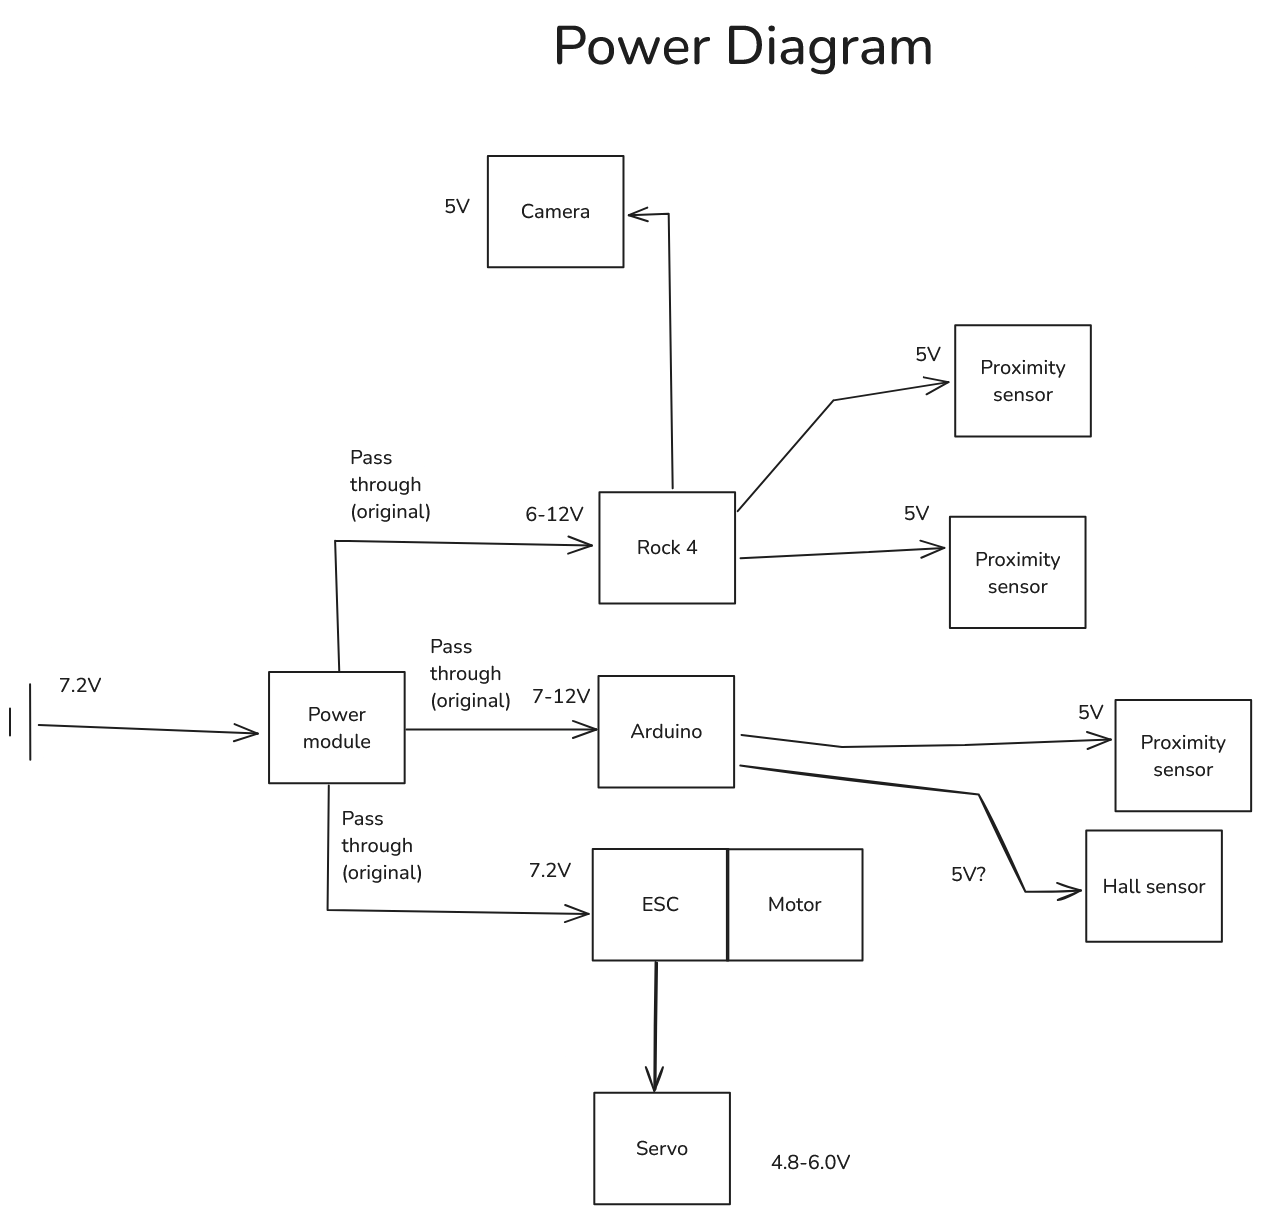 Power Diagram
5V
Camera
5V
Proximity
sensor
Pass
through
(original)
6-12V
Rock 4
5V
Proximity
sensor
7.2V
Power
module
Pass
through
(original)
7-12V
Arduino
5V
Proximity
sensor
Pass
through
(original)
7.2V
ESC
Motor
5V?
Hall sensor
Servo
4.8-6.0V